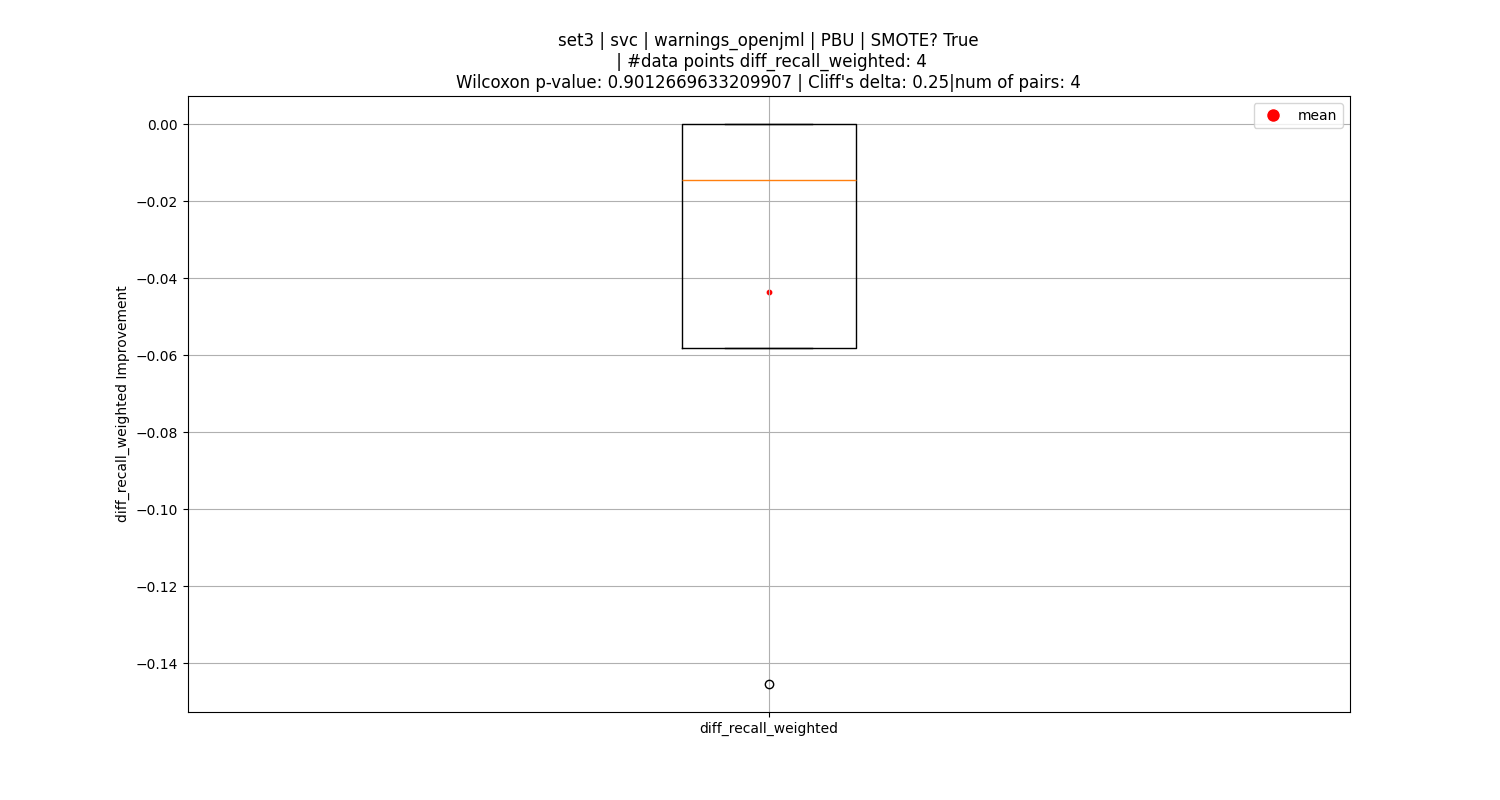 set3 | svc | warnings_openjml | PBU | SMOTE? True
| #data points diff_recall_weighted: 4
Wilcoxon p-value: 0.9012669633209907 | Cliff's delta: 0.25|num of pairs: 4
mean
0.00
−0.02
−0.04
−0.06
−0.08
−0.10
−0.12
−0.14
diff_recall_weighted Improvement
diff_recall_weighted